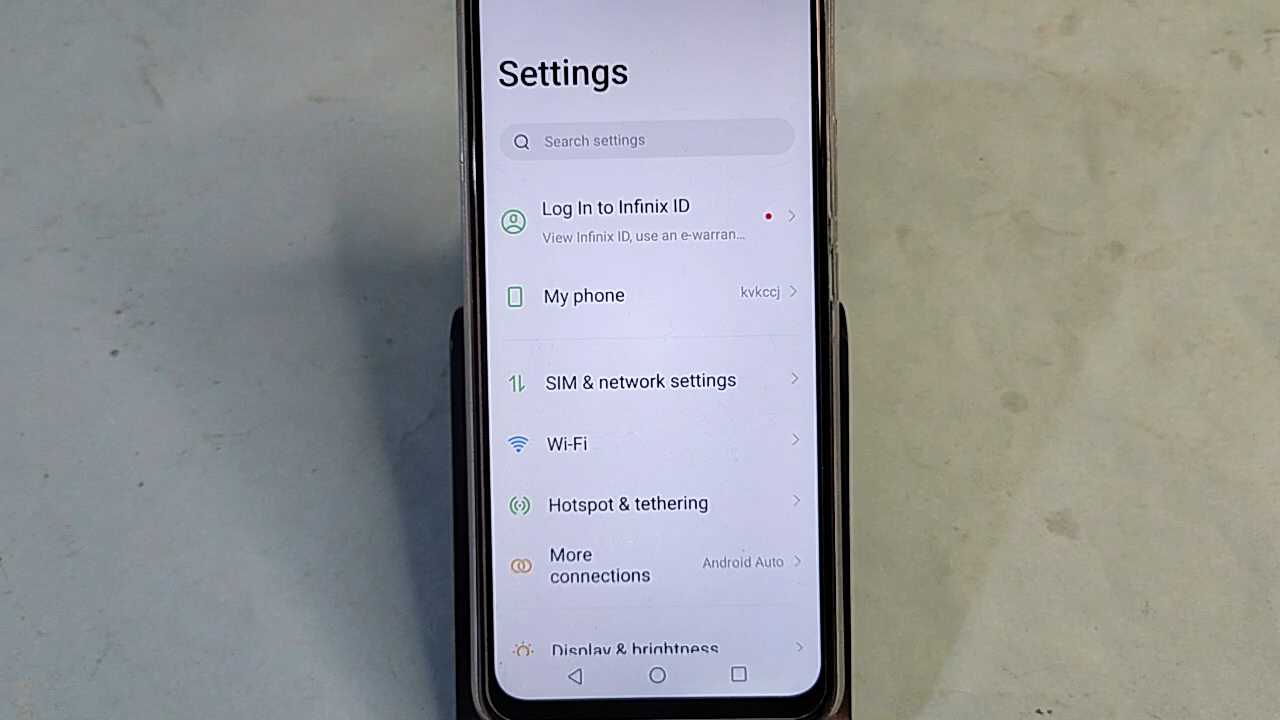 Settings
Search settings
Log In to Infinix ID
View Infinix ID, use an e-warran...
My phone
kvkccj
SIM & network settings
Wi-Fi
Hotspot & tethering
More
connections
Android Auto
Display & brightness